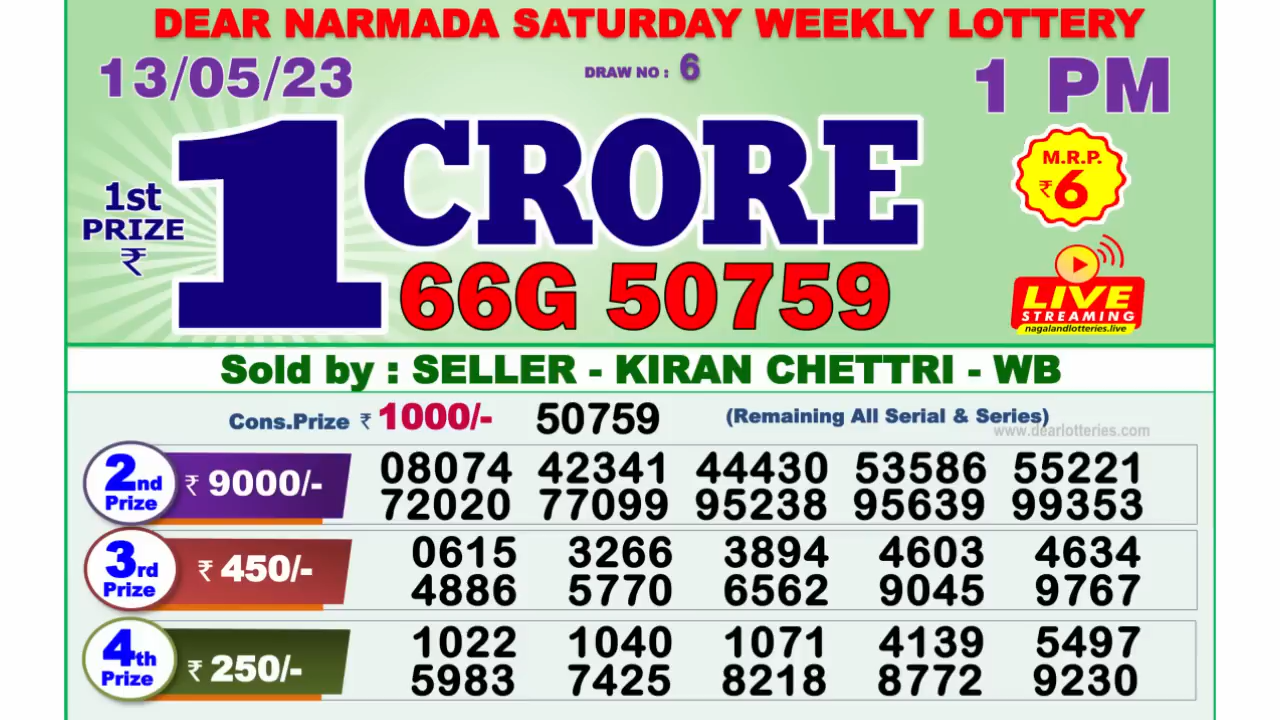 DEAR NARMADA SATURDAY WEEKLY LOTTERY
13/05/23
DRAW NO : 6
1 PM
1st
PRIZE
₹
1 CRORE
M.R.P.
₹6
66G 50759
LIVE
STREAMING
nagalandlotteries.live
Sold by : SELLER - KIRAN CHETTRI - WB
Cons.Prize ₹ 1000/- 50759 (Remaining All Serial & Series)
www.dearlotteries.com
2nd Prize ₹ 9000/-
08074 42341 44430 53586 55221
72020 77099 95238 95639 99353
3rd Prize ₹ 450/-
0615 3266 3894 4603 4634
4886 5770 6562 9045 9767
4th Prize ₹ 250/-
1022 1040 1071 4139 5497
5983 7425 8218 8772 9230